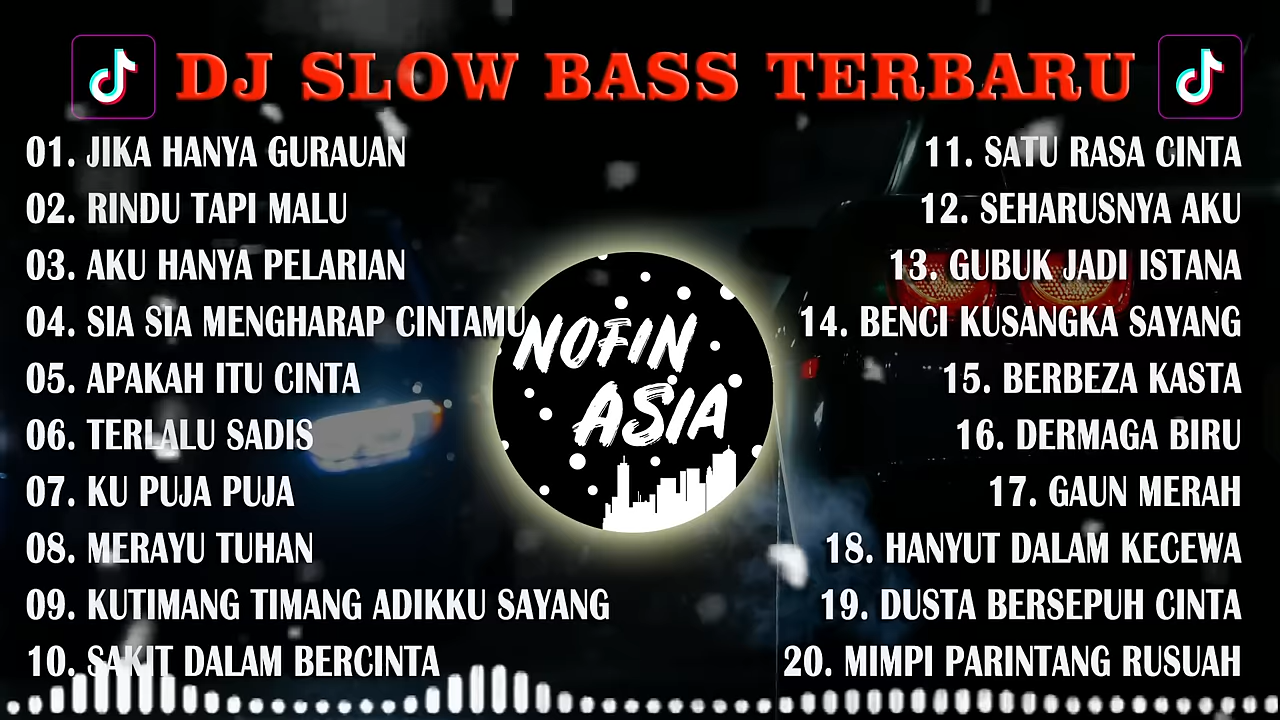 DJ SLOW BASS TERBARU
01. JIKA HANYA GURAUAN
02. RINDU TAPI MALU
03. AKU HANYA PELARIAN
04. SIA SIA MENGHARAP CINTAMU
05. APAKAH ITU CINTA
06. TERLALU SADIS
07. KU PUJA PUJA
08. MERAYU TUHAN
09. KUTIMANG TIMANG ADIKKU SAYANG
10. SAKIT DALAM BERCINTA
NOFIN
ASIA
11. SATU RASA CINTA
12. SEHARUSNYA AKU
13. GUBUK JADI ISTANA
14. BENCI KUSANGKA SAYANG
15. BERBEZA KASTA
16. DERMAGA BIRU
17. GAUN MERAH
18. HANYUT DALAM KECEWA
19. DUSTA BERSEPUH CINTA
20. MIMPI PARINTANG RUSUAH